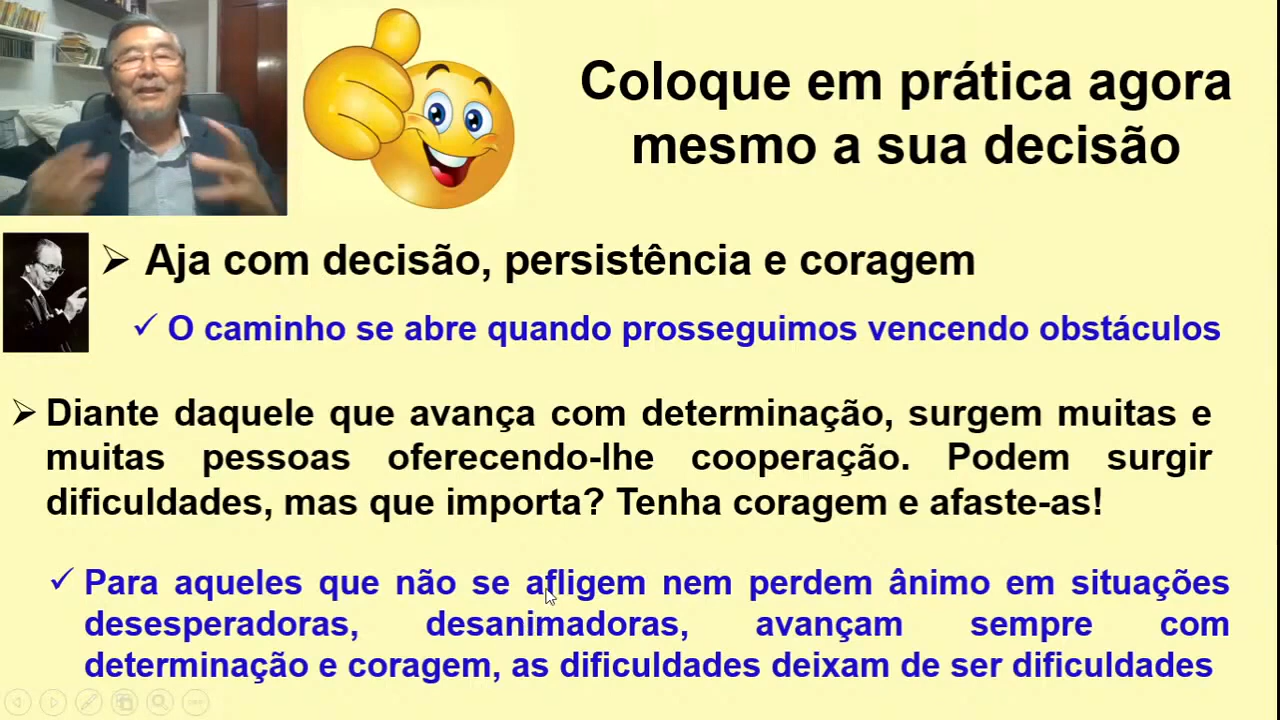 Coloque em prática agora
mesmo a sua decisão
Aja com decisão, persistência e coragem
O caminho se abre quando prosseguimos vencendo obstáculos
Diante daquele que avança com determinação, surgem muitas e
muitas pessoas oferecendo-lhe cooperação. Podem surgir
dificuldades, mas que importa? Tenha coragem e afaste-as!
Para aqueles que não se afligem nem perdem ânimo em situações
desesperadoras, desanimadoras, avançam sempre com
determinação e coragem, as dificuldades deixam de ser dificuldades